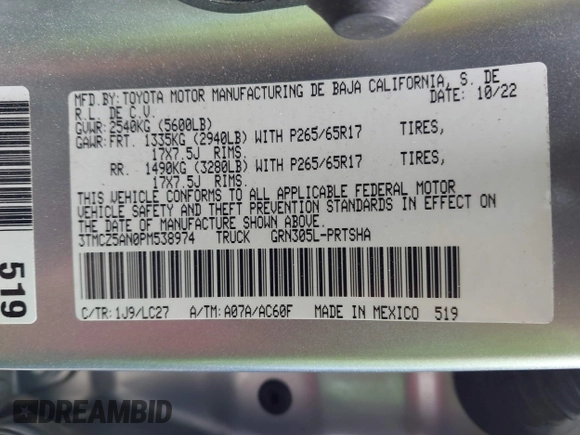 MFD.BY:TOYOTA MOTOR MANUFACTURING DE BAJA CALIFORNIA, S. DE
R.L. DE C.V. DATE: 10/22
GVWR: 2540KG (5600LB)
GAWR:FRT. 1335KG (2940LB) WITH P265/65R17 TIRES,
17X7.5J RIMS.
RR. 1490KG (3280LB) WITH P265/65R17 TIRES,
17X7.5J RIMS.
THIS VEHICLE CONFORMS TO ALL APPLICABLE FEDERAL MOTOR
VEHICLE SAFETY AND THEFT PREVENTION STANDARDS IN EFFECT ON
THE DATE OF MANUFACTURE SHOWN ABOVE.
3TMCZ5AN0PM538974 TRUCK GRN305L-PRTSHA
C/TR:1J9/LC27 A/TM:A07A/AC60F MADE IN MEXICO 519
519
DREAMBID